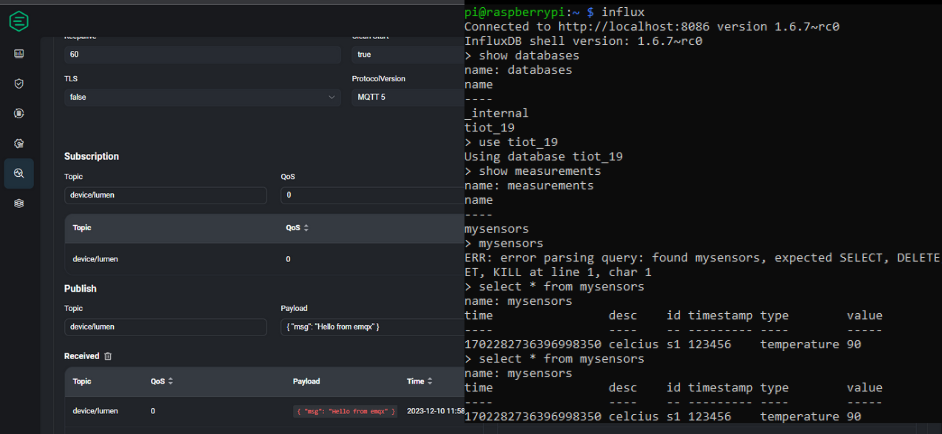 Clean Start
60
true
TLS
ProtocolVersion
false
MQTT 5
Subscription
Topic
QoS
device/lumen
0
Topic
QoS
device/lumen
0
Publish
Topic
Payload
device/lumen
{ "msg": "Hello from emqx" }
Received
Topic
QoS
Payload
Time
device/lumen
0
{ "msg": "Hello from emqx" }
2023-12-10 11:58
pi@raspberrypi:~ $ influx
Connected to http://localhost:8086 version 1.6.7~rc0
InfluxDB shell version: 1.6.7~rc0
> show databases
name: databases
name
----
_internal
tiot_19
> use tiot_19
Using database tiot_19
> show measurements
name: measurements
name
----
mysensors
> mysensors
ERR: error parsing query: found mysensors, expected SELECT, DELETE
ET, KILL at line 1, char 1
> select * from mysensors
name: mysensors
time desc id timestamp type value
---- ---- -- --------- ---- -----
1702282736396998350 celcius s1 123456 temperature 90
> select * from mysensors
name: mysensors
time desc id timestamp type value
---- ---- -- --------- ---- -----
1702282736396998350 celcius s1 123456 temperature 90